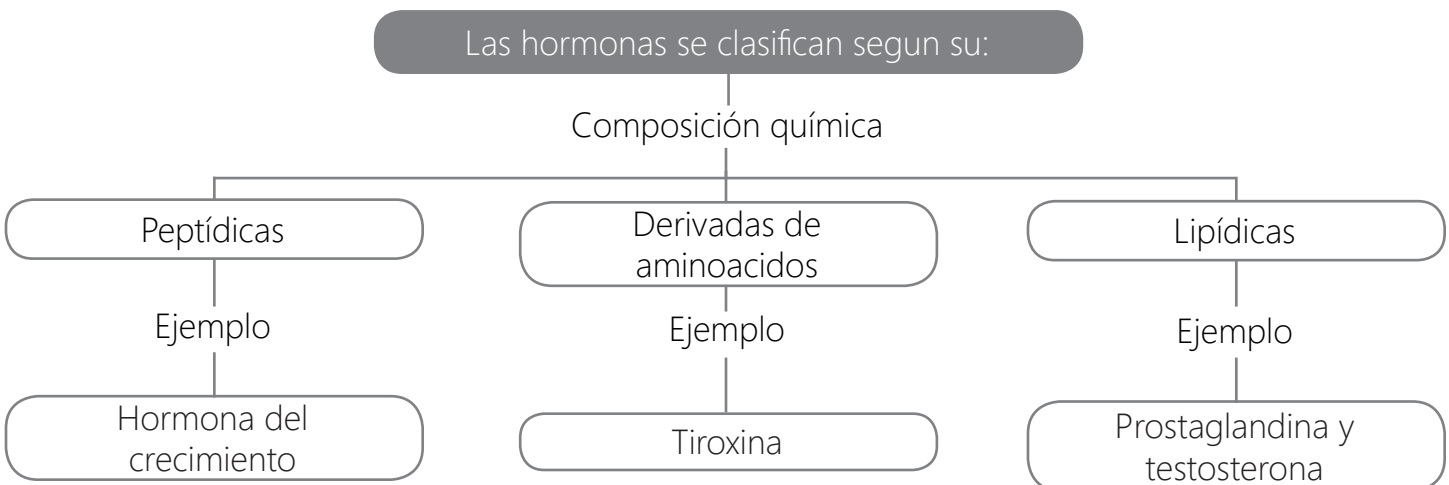 Las hormonas se clasifican segun su:
Composición química
Peptídicas
Derivadas de
aminoacidos
Lipídicas
Ejemplo
Ejemplo
Ejemplo
Hormona del
crecimiento
Tiroxina
Prostaglandina y
testosterona